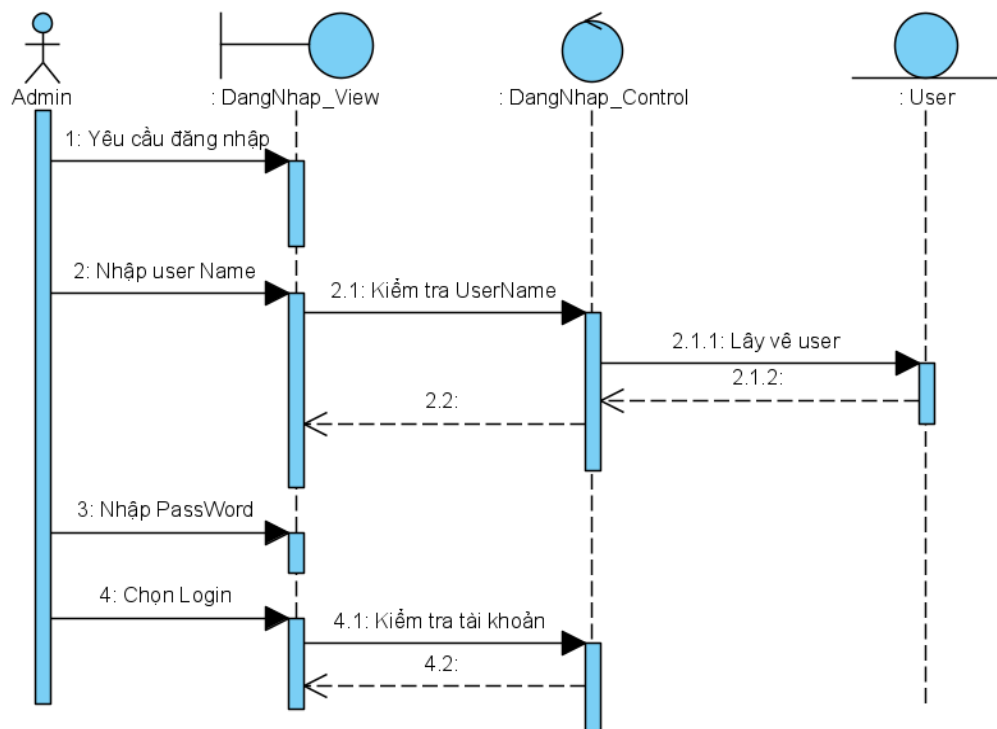 Admin
: DangNhap_View
: DangNhap_Control
: User
1: Yêu cầu đăng nhập
2: Nhập user Name
2.1: Kiểm tra UserName
2.1.1: Lây vê user
2.1.2:
2.2:
3: Nhập PassWord
4: Chọn Login
4.1: Kiểm tra tài khoản
4.2: